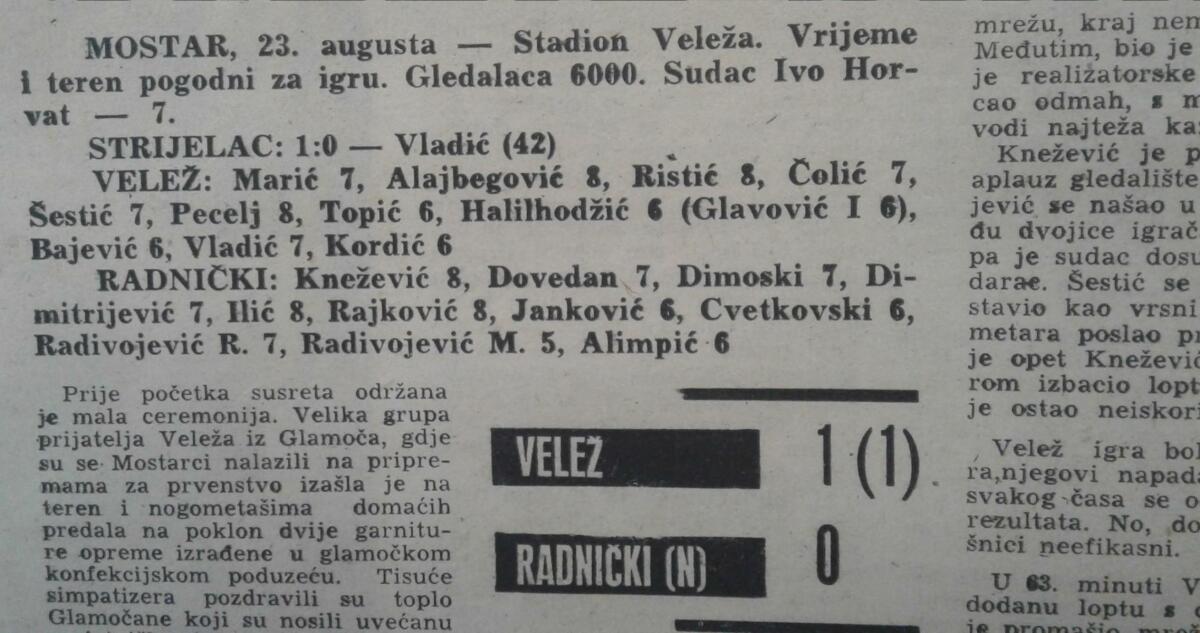 MOSTAR, 23. augusta — Stadion Veleža. Vrijeme
i teren pogodni za igru. Gledalaca 6000. Sudac Ivo Hor-
vat — 7.
STRIJELAC: 1:0 — Vladić (42)
VELEŽ: Marić 7, Alajbegović 8, Ristić 8, Čolić 7,
Šestić 7, Pecelj 8, Topić 6, Halilhodžić 6 (Glavović I 6),
Bajević 6, Vladić 7, Kordić 6
RADNIČKI: Knežević 8, Dovedan 7, Dimoski 7, Di-
mitrijević 7, Ilić 8, Rajković 8, Janković 6, Cvetkovski 6,
Radivojević R. 7, Radivojević M. 5, Alimpić 6
Prije početka susreta održana
je mala ceremonija. Velika grupa
prijatelja Veleža iz Glamoča, gdje
su se Mostarci nalazili na pripre-
mama za prvenstvo izašla je na
teren i nogometašima domaćih
predala na poklon dvije garnitu-
re opreme izrađene u glamočkom
konfekcijskom poduzeću. Tisuće
simpatizera pozdravili su toplo
Glamočane koji su nosili uvećanu
VELEŽ 1 (1)
RADNIČKI (N) 0
mrežu, kraj
Međutim, bio je
je realizatorske
cao odmah, s
vodi najteža
Knežević je
aplauz
jević se našao u
đu dvojice
pa je sudac
darac. Šestić se
stavio kao vrsni
metara poslao
je opet
rom izbacio
je ostao
Velež igra
ra,njegovi
svakog časa se
rezultata. No,
šnici neefikasni.
U 63. minuti
dodanu loptu s
je promašio